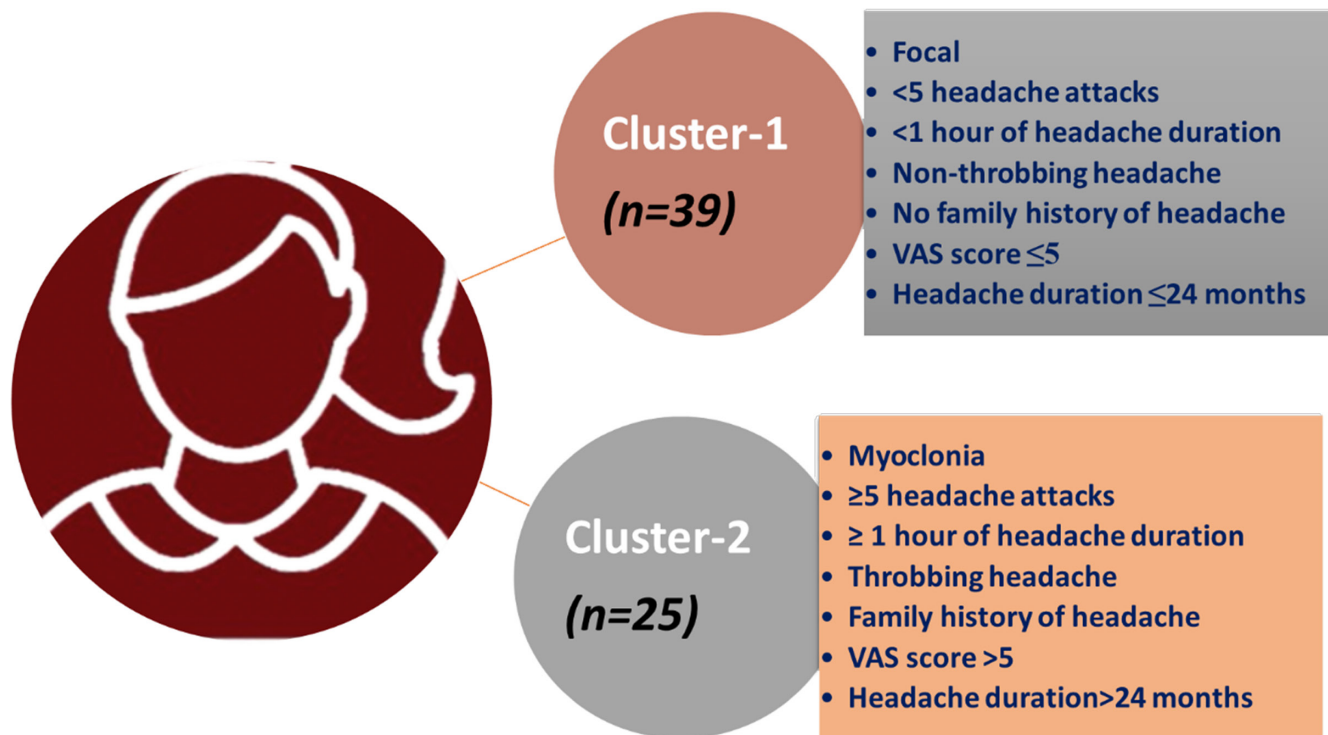 Cluster-1
(n=39)
• Focal
• <5 headache attacks
• <1 hour of headache duration
• Non-throbbing headache
• No family history of headache
• VAS score ≤5
• Headache duration ≤24 months
Cluster-2
(n=25)
• Myoclonia
• ≥5 headache attacks
• ≥ 1 hour of headache duration
• Throbbing headache
• Family history of headache
• VAS score >5
• Headache duration>24 months